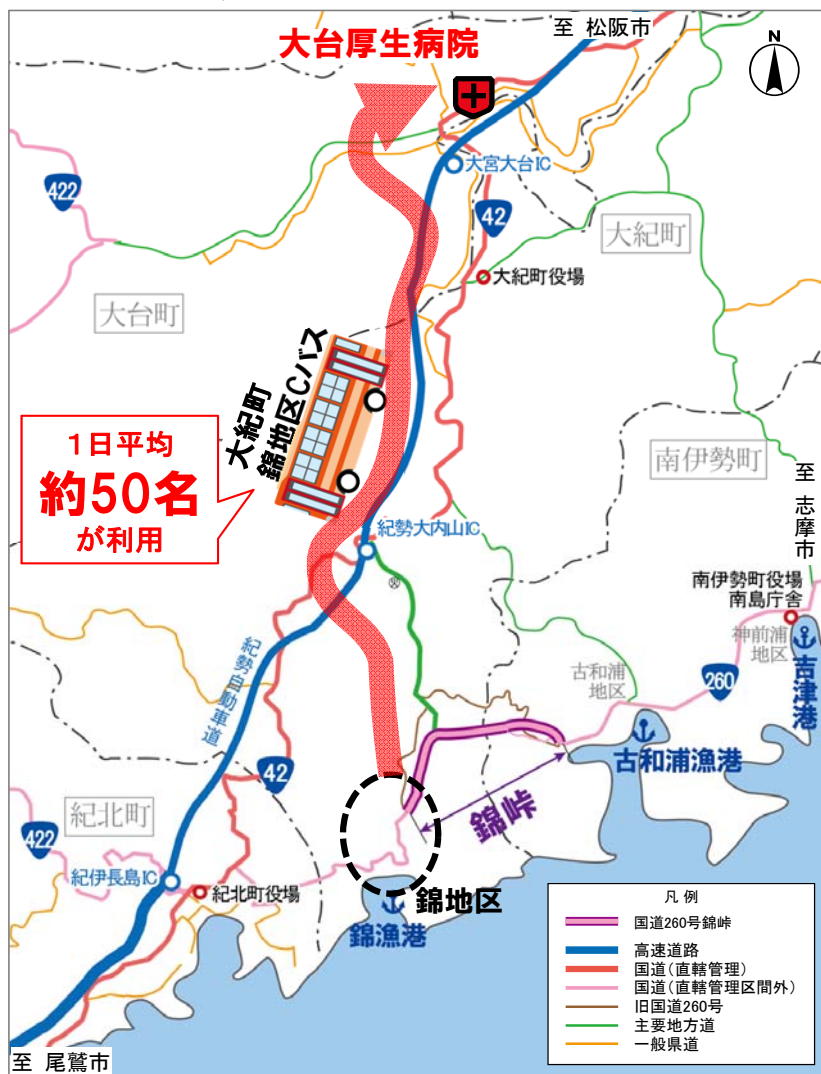 大台厚生病院
至 松阪市
N
大宮大台IC
422
42
大紀町
大紀町役場
大台町
大紀町
錦地区Cバス
1日平均
約50名
が利用
南伊勢町
至 志摩市
紀勢大内山IC
南伊勢町役場
南島庁舎
神前浦
地区
吉津港
古和浦
地区
260
古和浦漁港
紀勢自動車道
42
錦峠
紀北町
422
紀伊長島IC
紀北町役場
錦地区
錦漁港
凡 例
国道260号錦峠
高速道路
国道(直轄管理)
国道(直轄管理区間外)
旧国道260号
主要地方道
一般県道
至 尾鷲市